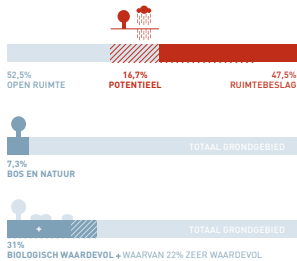 52,5%
OPEN RUIMTE
16,7%
POTENTIEEL
47,5%
RUIMTEBESLAG
TOTAAL GRONDGEBIED
7,3%
BOS EN NATUUR
+
TOTAAL GRONDGEBIED
31%
BIOLOGISCH WAARDEVOL + WAARVAN 22% ZEER WAARDEVOL